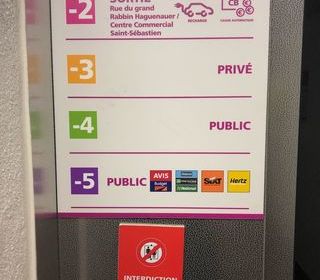 -2
SORTIE /
Rue du grand
Rabbin Haguenauer /
Centre Commercial
Saint-Sébastien
RECHARGE
CB €
CAISSE AUTOMATIQUE
-3 PRIVÉ
-4 PUBLIC
-5 PUBLIC AVIS
Budget
National
SIXT
Hertz
INTERDICTION